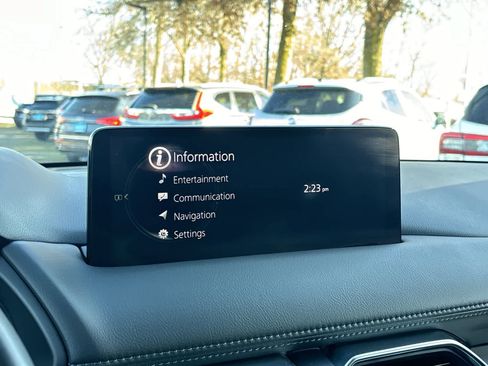 Information
Entertainment
Communication
2:23 pm
Navigation
Settings